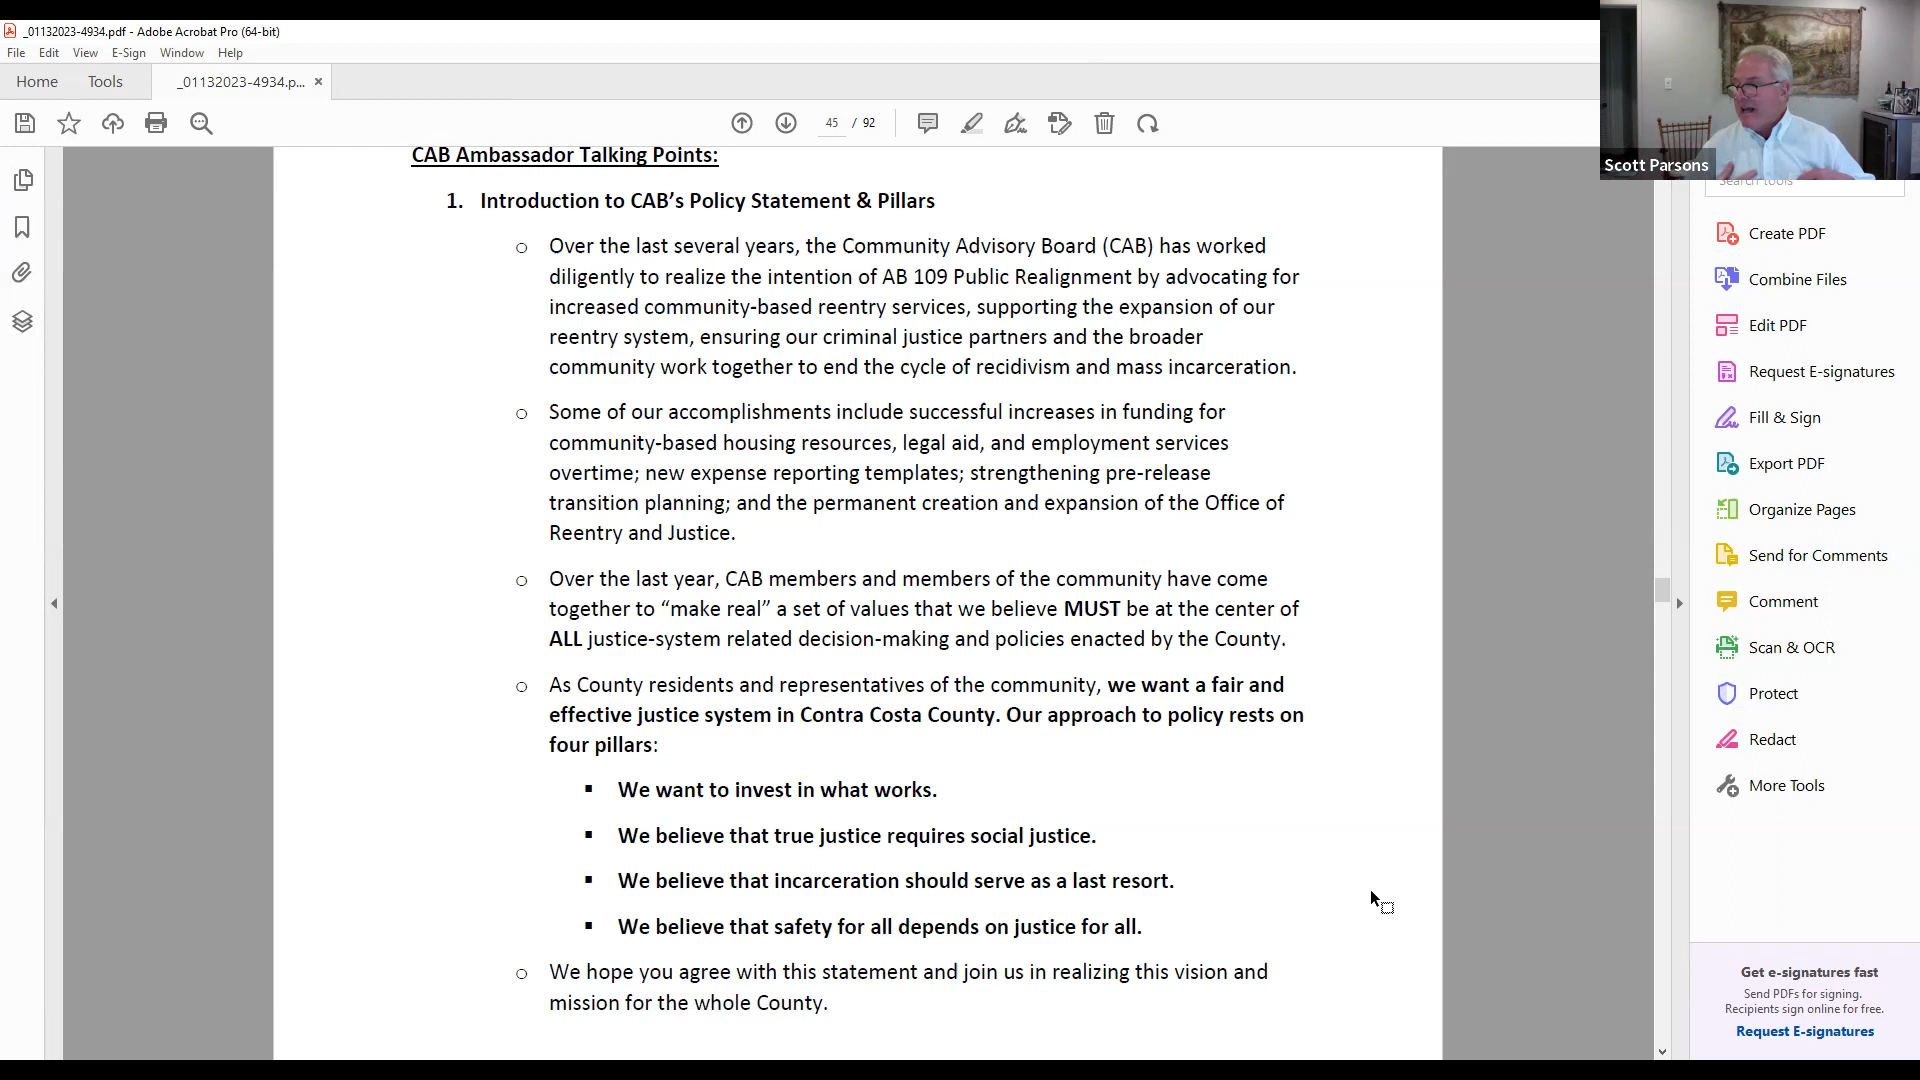 _01132023-4934.pdf - Adobe Acrobat Pro (64-bit)
File Edit View E-Sign Window Help
Home Tools _01132023-4934.p... ×
45 / 92
Scott Parsons
CAB Ambassador Talking Points:
1. Introduction to CAB’s Policy Statement & Pillars
o Over the last several years, the Community Advisory Board (CAB) has worked
diligently to realize the intention of AB 109 Public Realignment by advocating for
increased community-based reentry services, supporting the expansion of our
reentry system, ensuring our criminal justice partners and the broader
community work together to end the cycle of recidivism and mass incarceration.
o Some of our accomplishments include successful increases in funding for
community-based housing resources, legal aid, and employment services
overtime; new expense reporting templates; strengthening pre-release
transition planning; and the permanent creation and expansion of the Office of
Reentry and Justice.
o Over the last year, CAB members and members of the community have come
together to “make real” a set of values that we believe MUST be at the center of
ALL justice-system related decision-making and policies enacted by the County.
o As County residents and representatives of the community, we want a fair and
effective justice system in Contra Costa County. Our approach to policy rests on
four pillars:
▪ We want to invest in what works.
▪ We believe that true justice requires social justice.
▪ We believe that incarceration should serve as a last resort.
▪ We believe that safety for all depends on justice for all.
o We hope you agree with this statement and join us in realizing this vision and
mission for the whole County.
Search tools
Create PDF
Combine Files
Edit PDF
Request E-signatures
Fill & Sign
Export PDF
Organize Pages
Send for Comments
Comment
Scan & OCR
Protect
Redact
More Tools
Get e-signatures fast
Send PDFs for signing.
Recipients sign online for free.
Request E-signatures